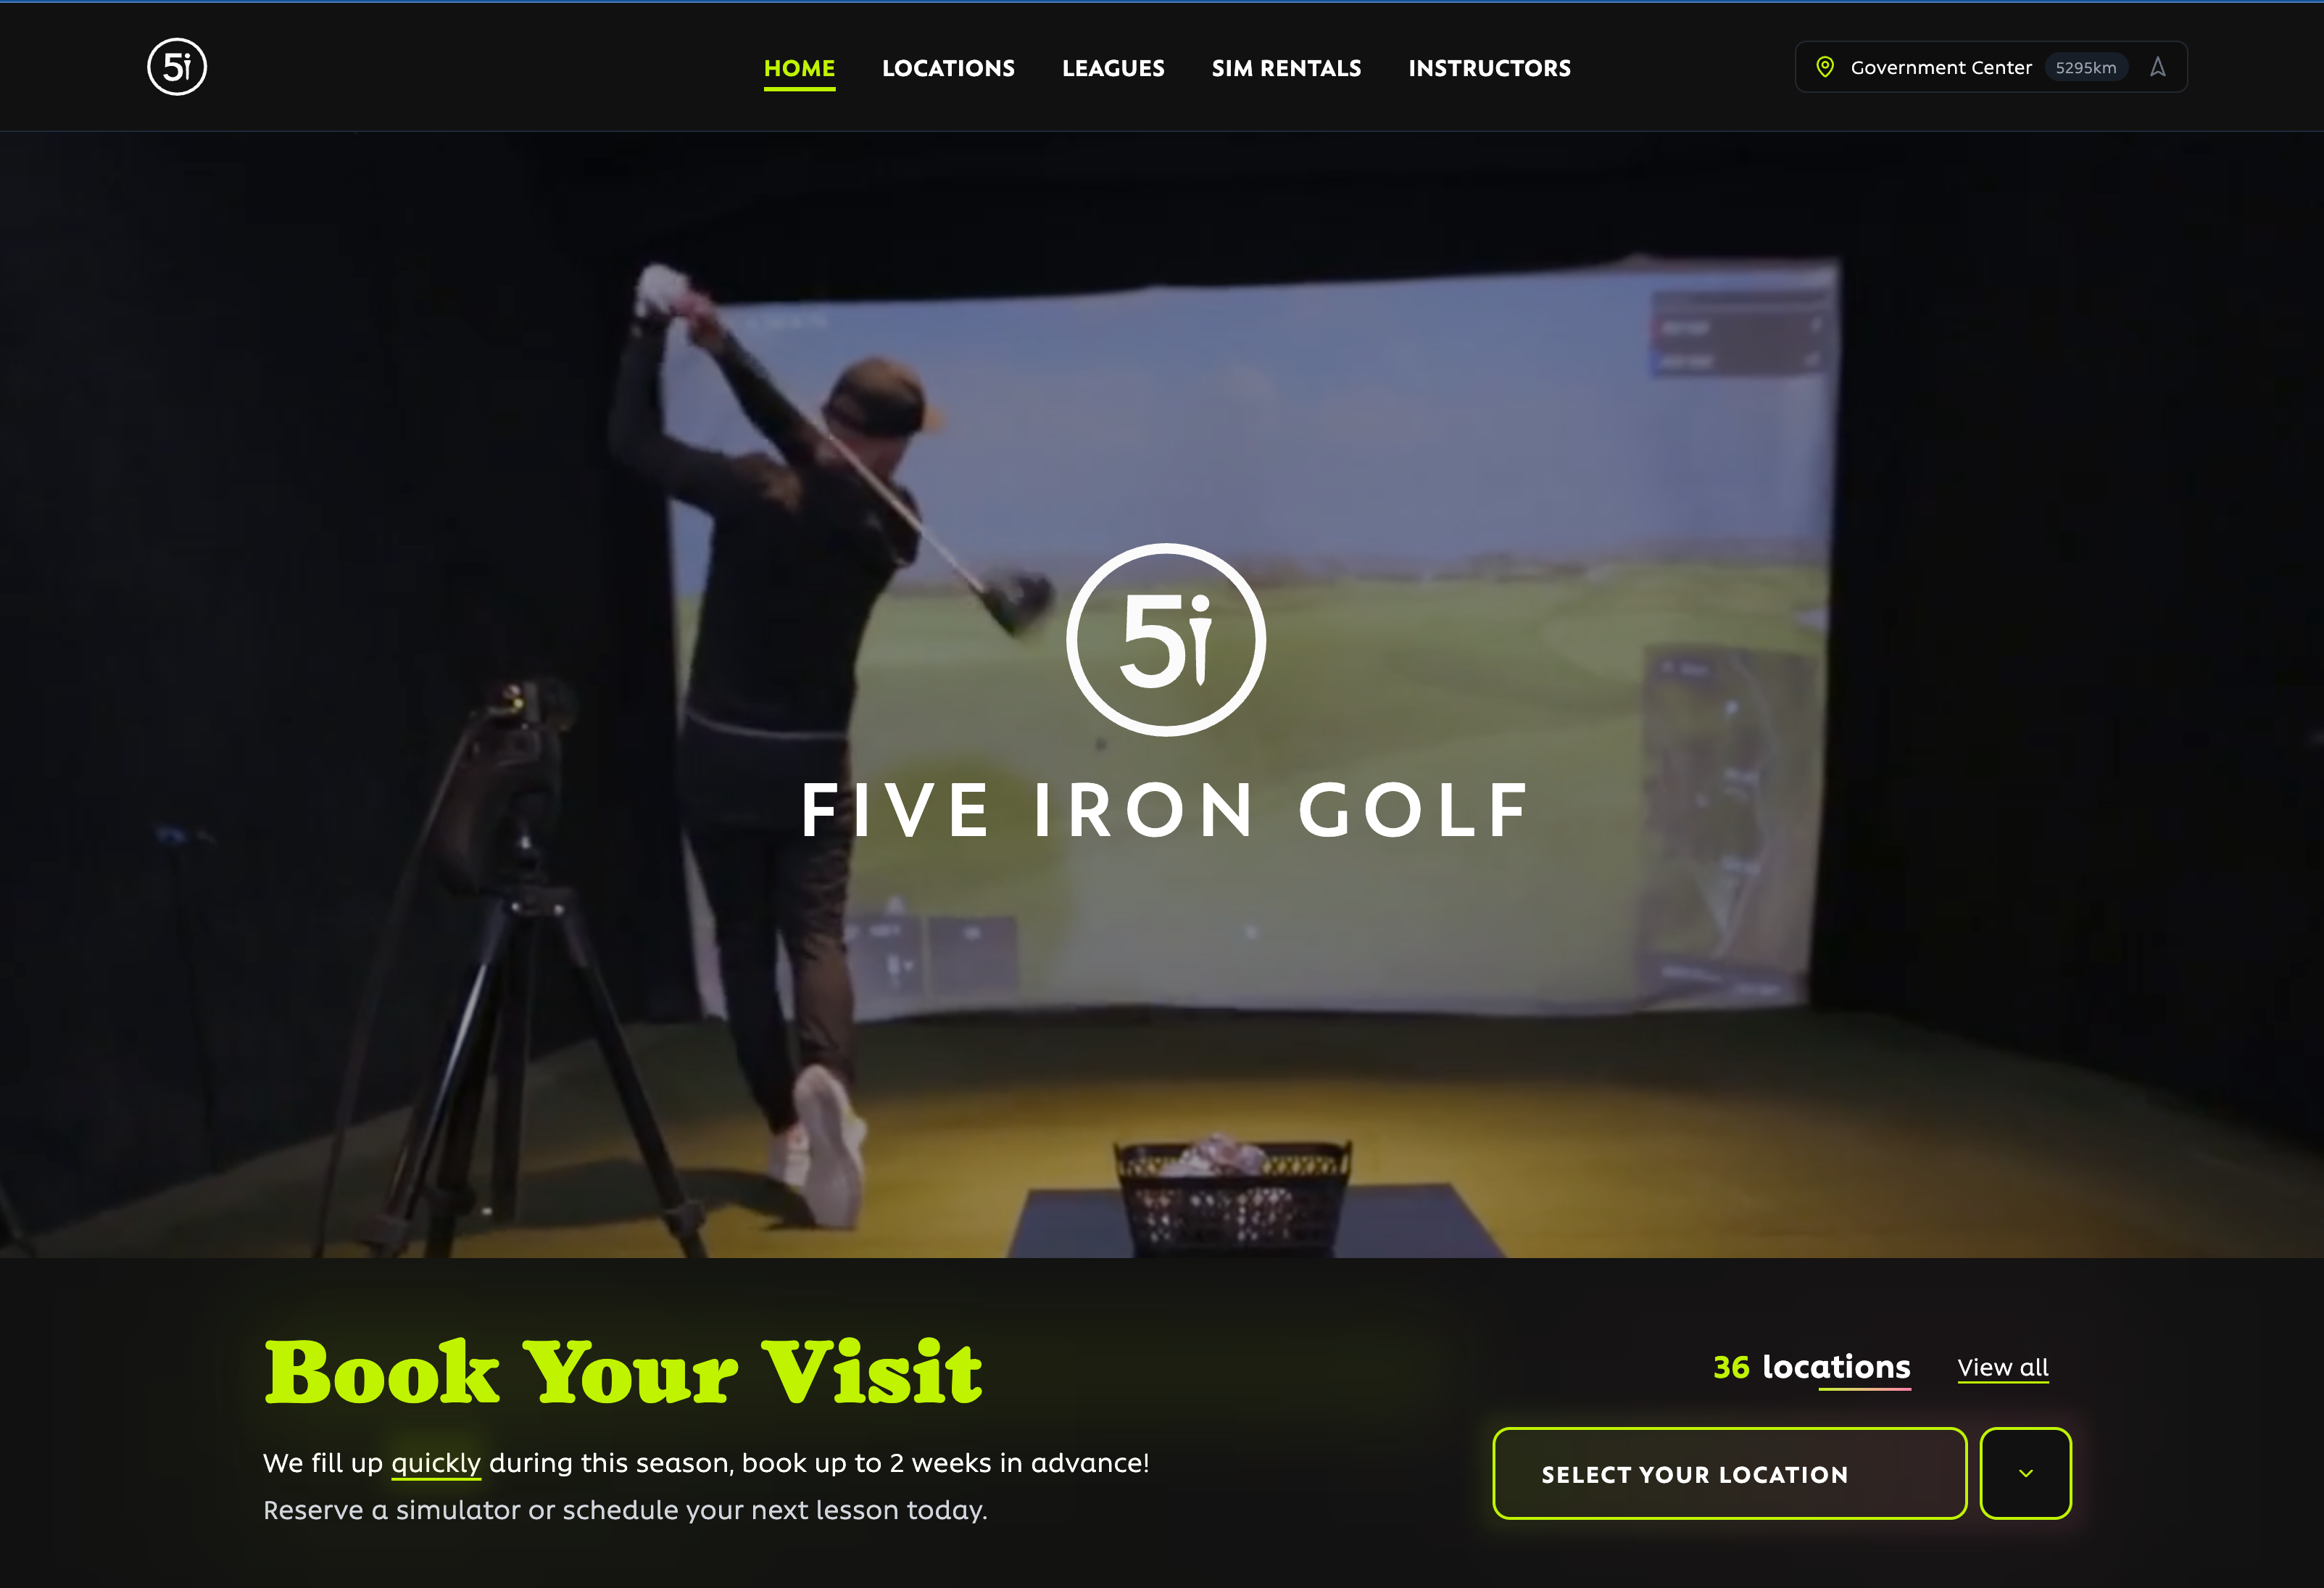 5i
HOME LOCATIONS LEAGUES SIM RENTALS INSTRUCTORS
Government Center 5295km
5i
FIVE IRON GOLF
Book Your Visit
We fill up quickly during this season, book up to 2 weeks in advance!
Reserve a simulator or schedule your next lesson today.
36 locations View all
SELECT YOUR LOCATION